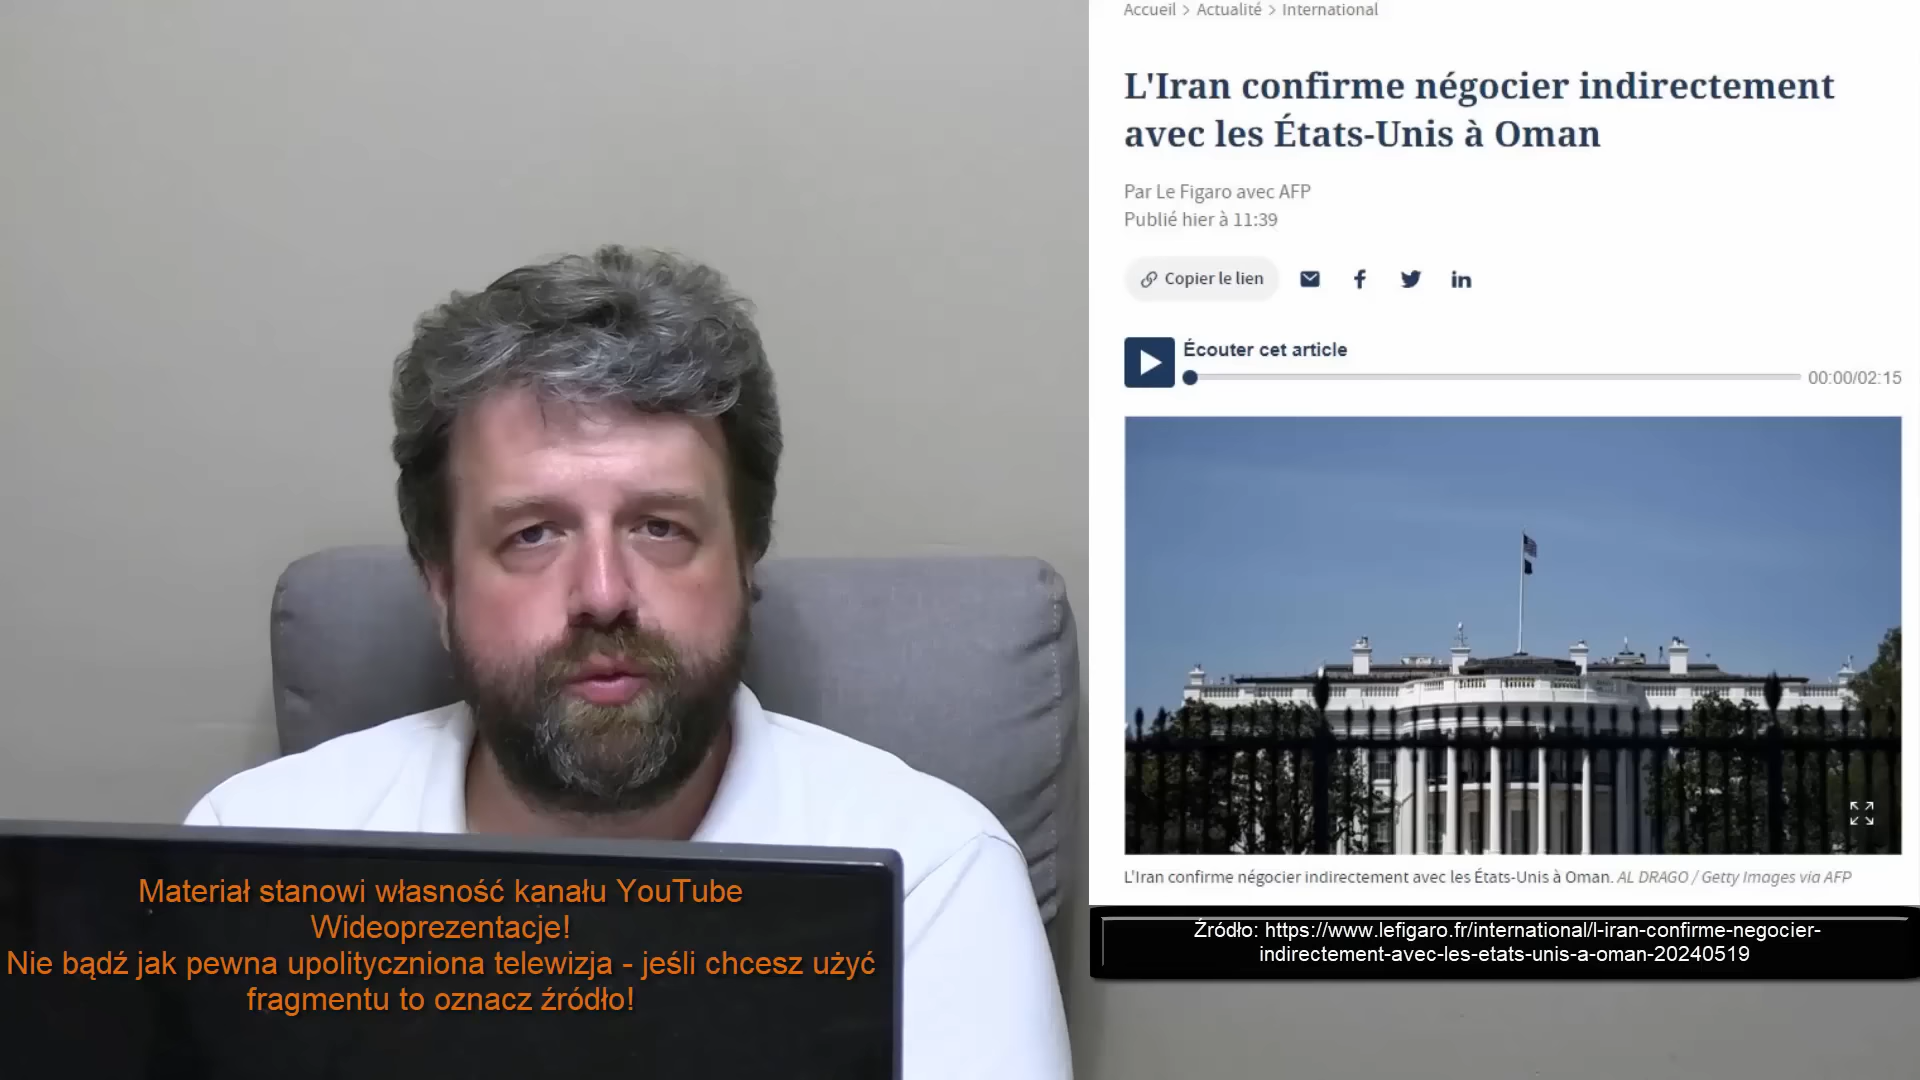 Accueil > Actualité > International
L'Iran confirme négocier indirectement
avec les États-Unis à Oman
Par Le Figaro avec AFP
Publié hier à 11:39
Copier le lien
Écouter cet article
00:00/02:15
L'Iran confirme négocier indirectement avec les États-Unis à Oman. AL DRAGO / Getty Images via AFP
Źródło: https://www.lefigaro.fr/international/l-iran-confirme-negocier-
indirectement-avec-les-etats-unis-a-oman-20240519
Materiał stanowi własność kanału YouTube
Wideoprezentacje!
Nie bądź jak pewna upolityczniona telewizja - jeśli chcesz użyć
fragmentu to oznacz źródło!